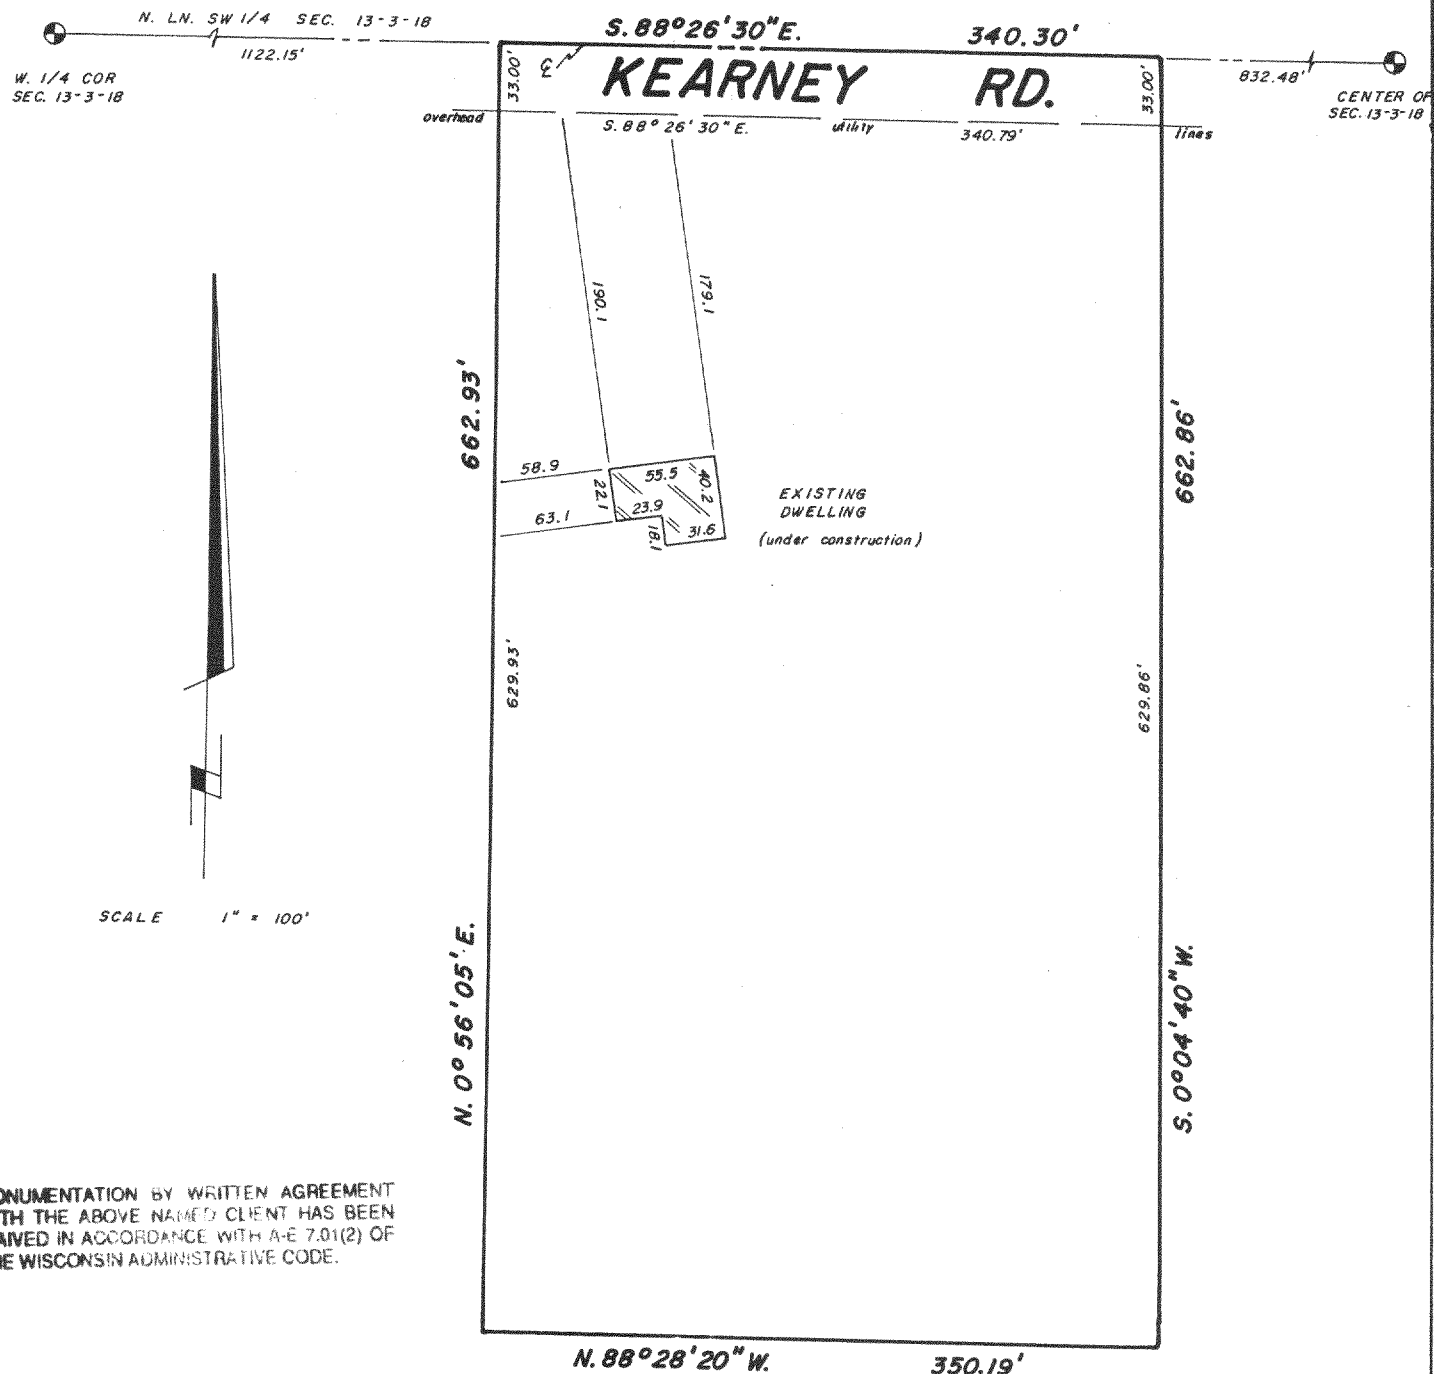 N. LN. SW 1/4 SEC. 13-3-18
S. 88°26'30"E. 340.30'
1122.15'
W. 1/4 COR
SEC. 13-3-18
33.00'
KEARNEY RD.
33.00'
832.48'
CENTER OF
SEC. 13-3-18
overhead utility lines
S. 88° 26' 30" E. 340.79'
190.1
179.1
662.93'
662.86'
58.9
55.5
40.2
22.1
23.9
63.1
18.1
31.6
EXISTING
DWELLING
(under construction)
629.93'
629.86'
SCALE 1" = 100'
N. 0° 56' 05" E.
S. 0°04' 40" W.
ONUMENTATION BY WRITTEN AGREEMENT
TH THE ABOVE NAMED CLIENT HAS BEEN
AIVED IN ACCORDANCE WITH A-E 7.01(2) OF
E WISCONSIN ADMINISTRATIVE CODE.
N. 88°28'20"W. 350.19'